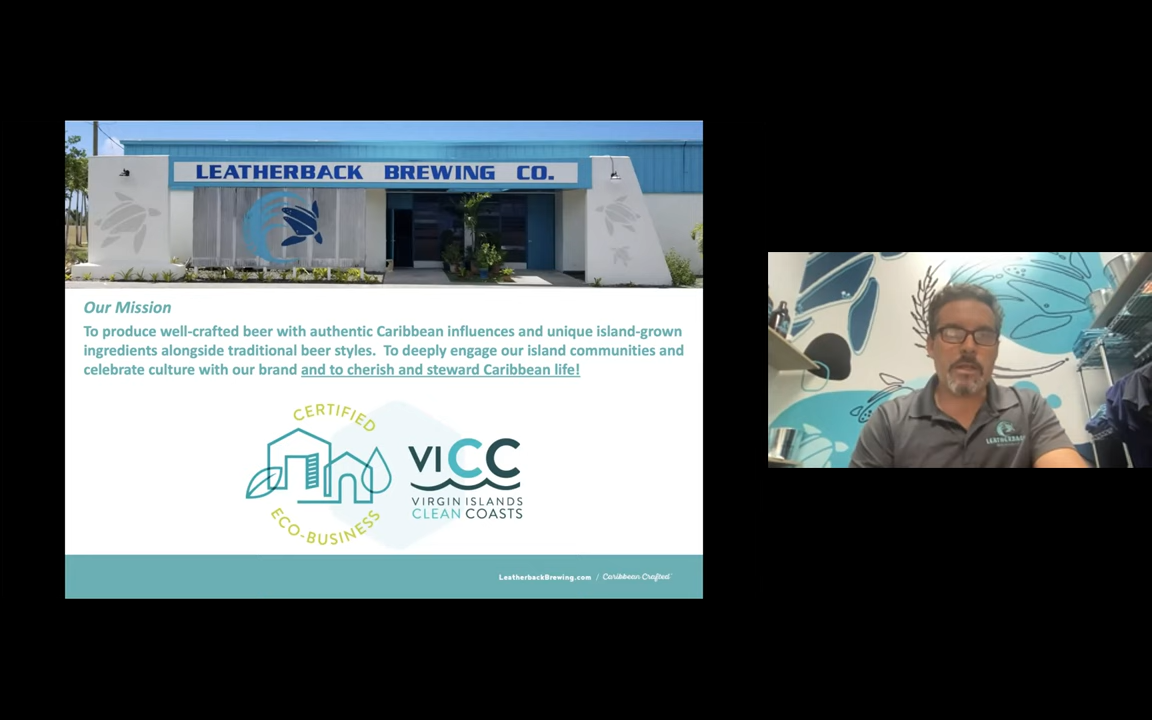 LEATHERBACK BREWING CO.
Our Mission
To produce well-crafted beer with authentic Caribbean influences and unique island-grown
ingredients alongside traditional beer styles. To deeply engage our island communities and
celebrate culture with our brand and to cherish and steward Caribbean life!
CERTIFIED
ECO-BUSINESS
VICC
VIRGIN ISLANDS
CLEAN COASTS
LeatherbackBrewing.com / Caribbean Crafted
LEATHERBACK